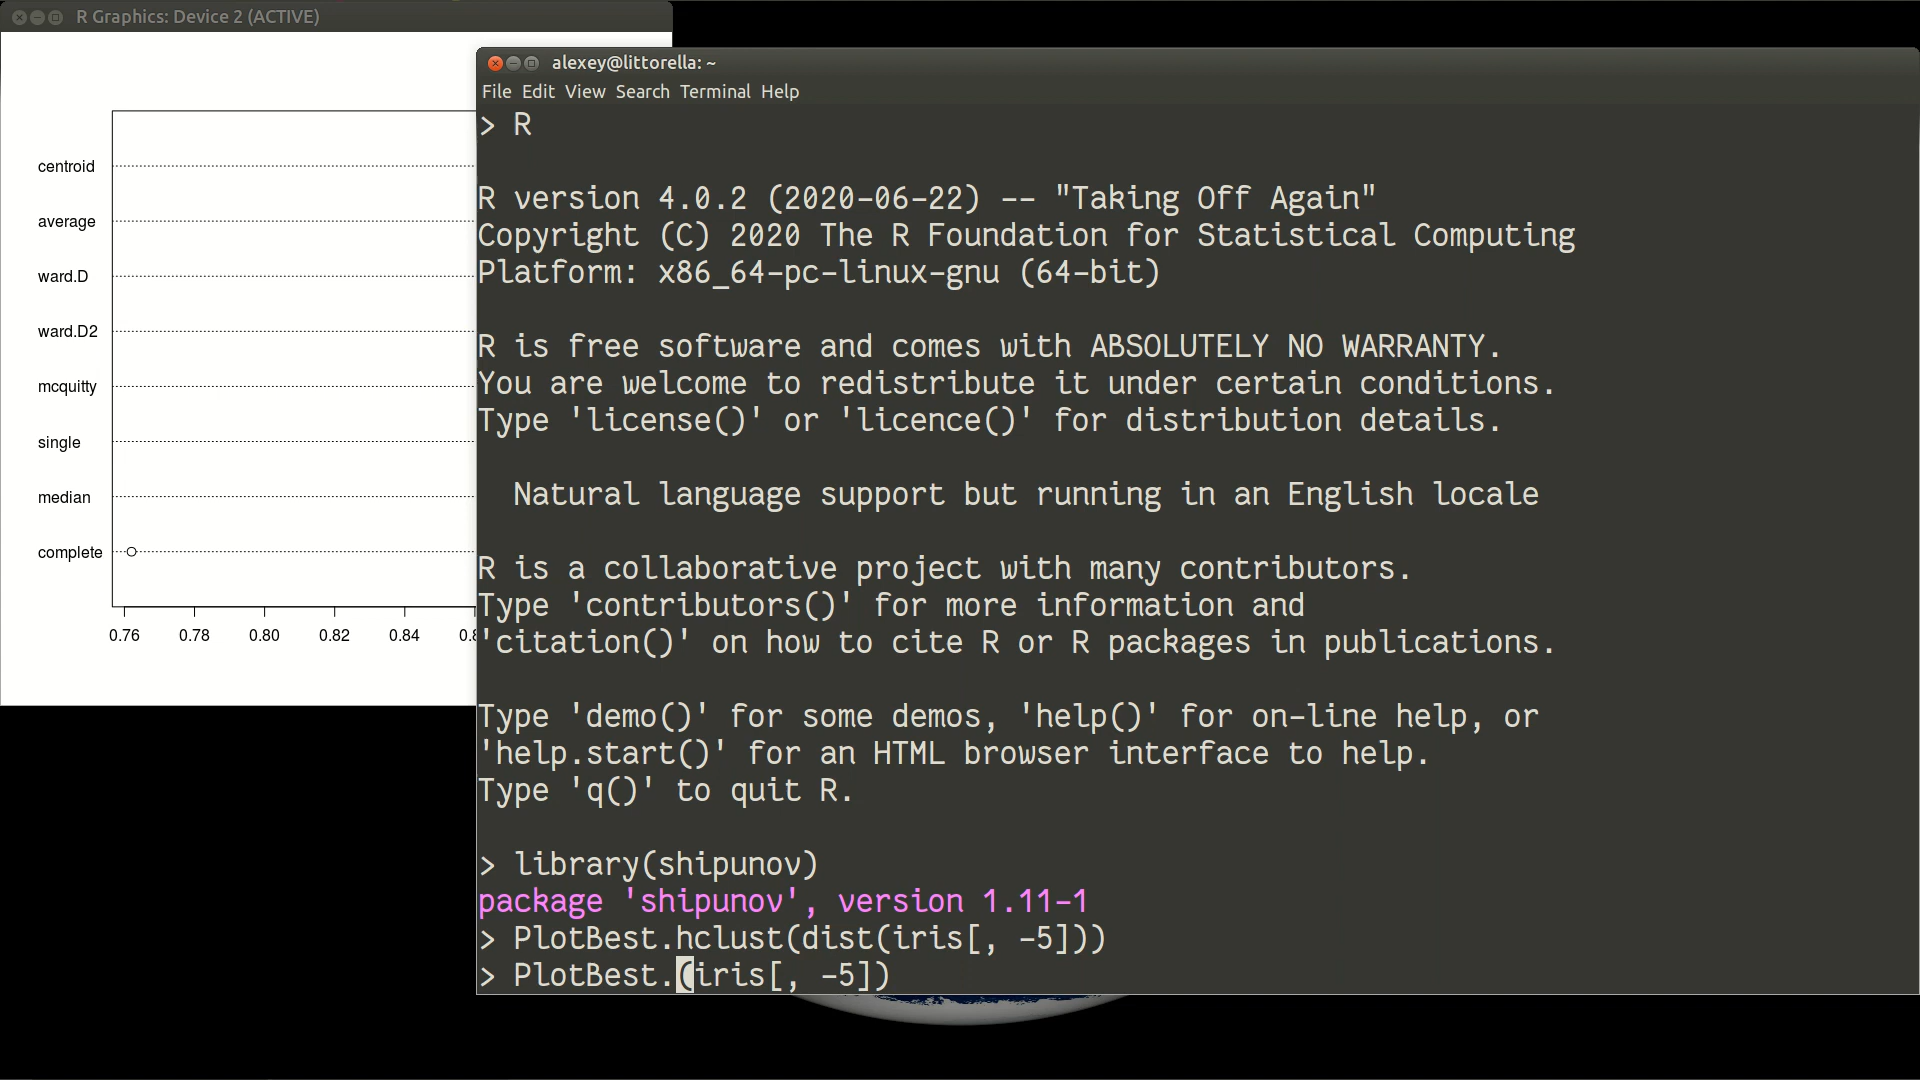 R Graphics: Device 2 (ACTIVE)
centroid
average
ward.D
ward.D2
mcquitty
single
median
complete
0.76 0.78 0.80 0.82 0.84
alexey@littorella: ~
File Edit View Search Terminal Help
> R
R version 4.0.2 (2020-06-22) -- "Taking Off Again"
Copyright (C) 2020 The R Foundation for Statistical Computing
Platform: x86_64-pc-linux-gnu (64-bit)
R is free software and comes with ABSOLUTELY NO WARRANTY.
You are welcome to redistribute it under certain conditions.
Type 'license()' or 'licence()' for distribution details.
Natural language support but running in an English locale
R is a collaborative project with many contributors.
Type 'contributors()' for more information and
'citation()' on how to cite R or R packages in publications.
Type 'demo()' for some demos, 'help()' for on-line help, or
'help.start()' for an HTML browser interface to help.
Type 'q()' to quit R.
> library(shipunov)
package 'shipunov', version 1.11-1
> PlotBest.hclust(dist(iris[, -5]))
> PlotBest.(iris[, -5])